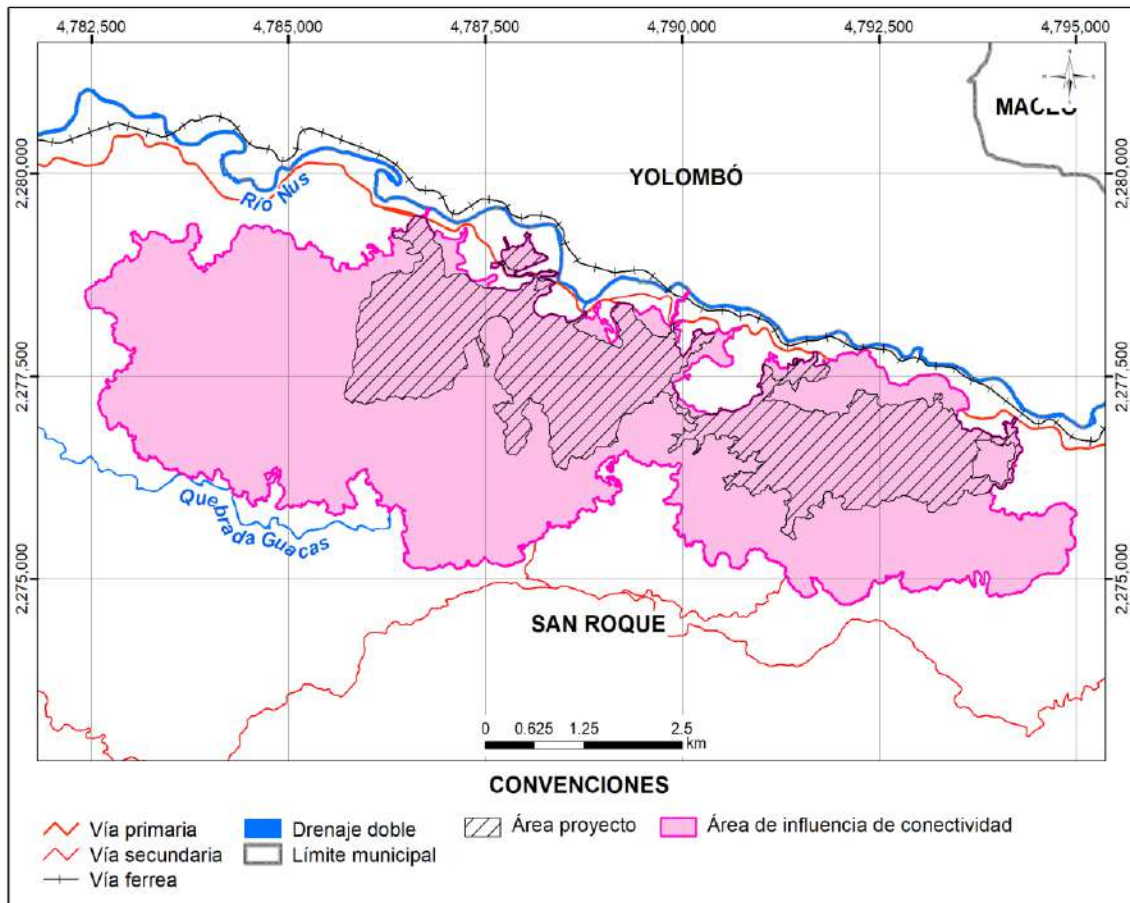 4,782,500 4,785,000 4,787,500 4,790,000 4,792,500 4,795,000
2,280,000 2,280,000
2,277,500 2,277,500
2,275,000 2,275,000
YOLOMBÓ
Río Nus
Quebrada Guacas
SAN ROQUE
0 0.625 1.25 2.5
km
CONVENCIONES
Vía primaria
Vía secundaria
Vía ferrea
Drenaje doble
Límite municipal
Área proyecto
Área de influencia de conectividad